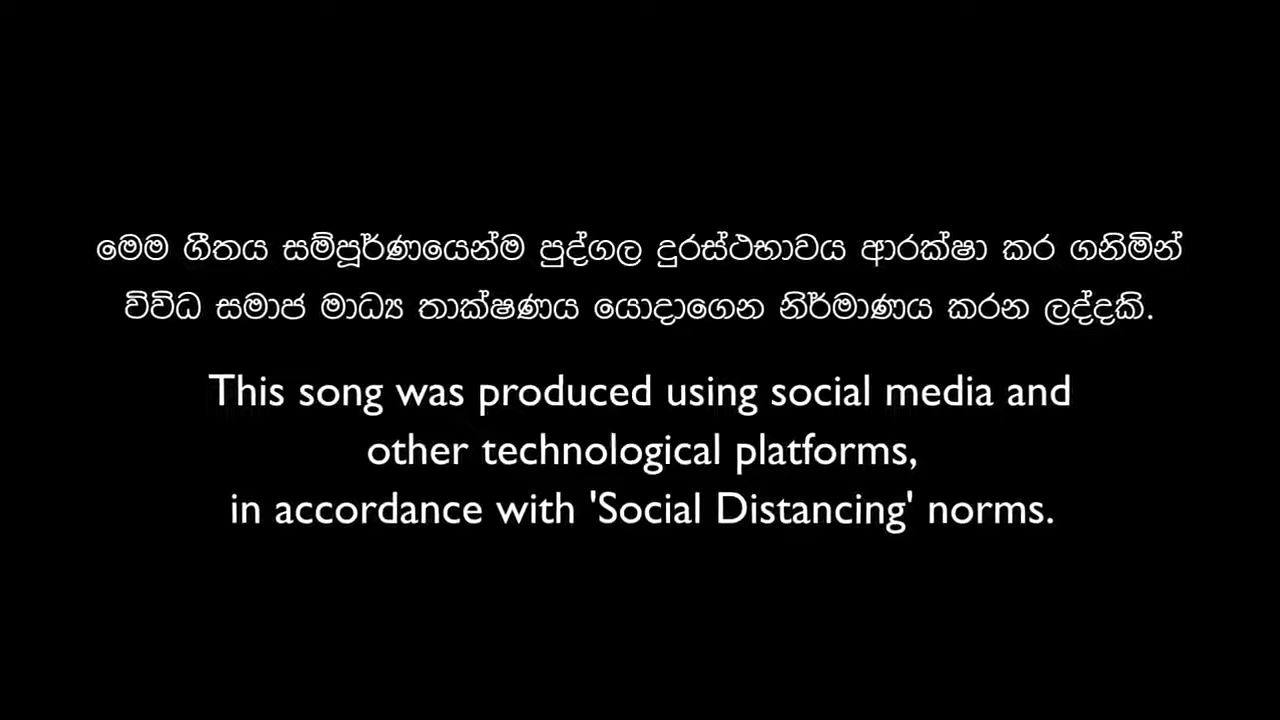 මෙම ගීතය සම්පූර්ණයෙන්ම පුද්ගල දුරස්ථභාවය ආරක්ෂා කර ගනිමින්
විවිධ සමාජ මාධ්‍ය තාක්ෂණය යොදාගෙන නිර්මාණය කරන ලද්දකි.
This song was produced using social media and
other technological platforms,
in accordance with 'Social Distancing' norms.